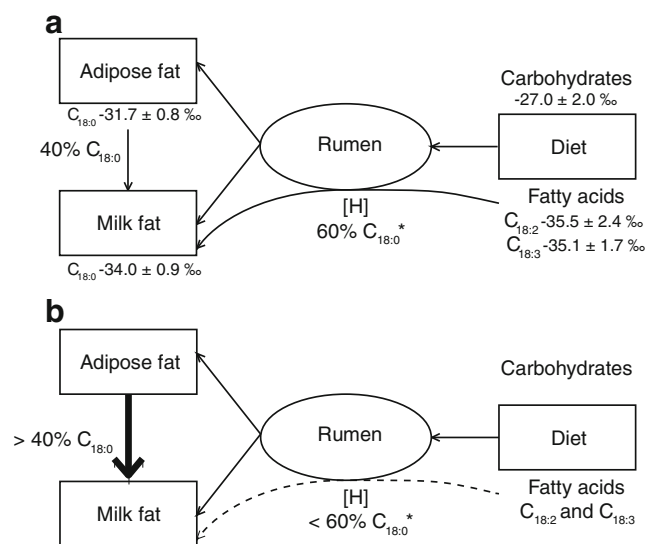 a
Adipose fat
C18:0 -31.7 ± 0.8 ‰
40% C18:0
Milk fat
C18:0 -34.0 ± 0.9 ‰
Rumen
[H]
60% C18:0*
Carbohydrates
-27.0 ± 2.0 ‰
Diet
Fatty acids
C18:2 -35.5 ± 2.4 ‰
C18:3 -35.1 ± 1.7 ‰
b
Adipose fat
> 40% C18:0
Milk fat
Rumen
[H]
< 60% C18:0*
Carbohydrates
Diet
Fatty acids
C18:2 and C18:3